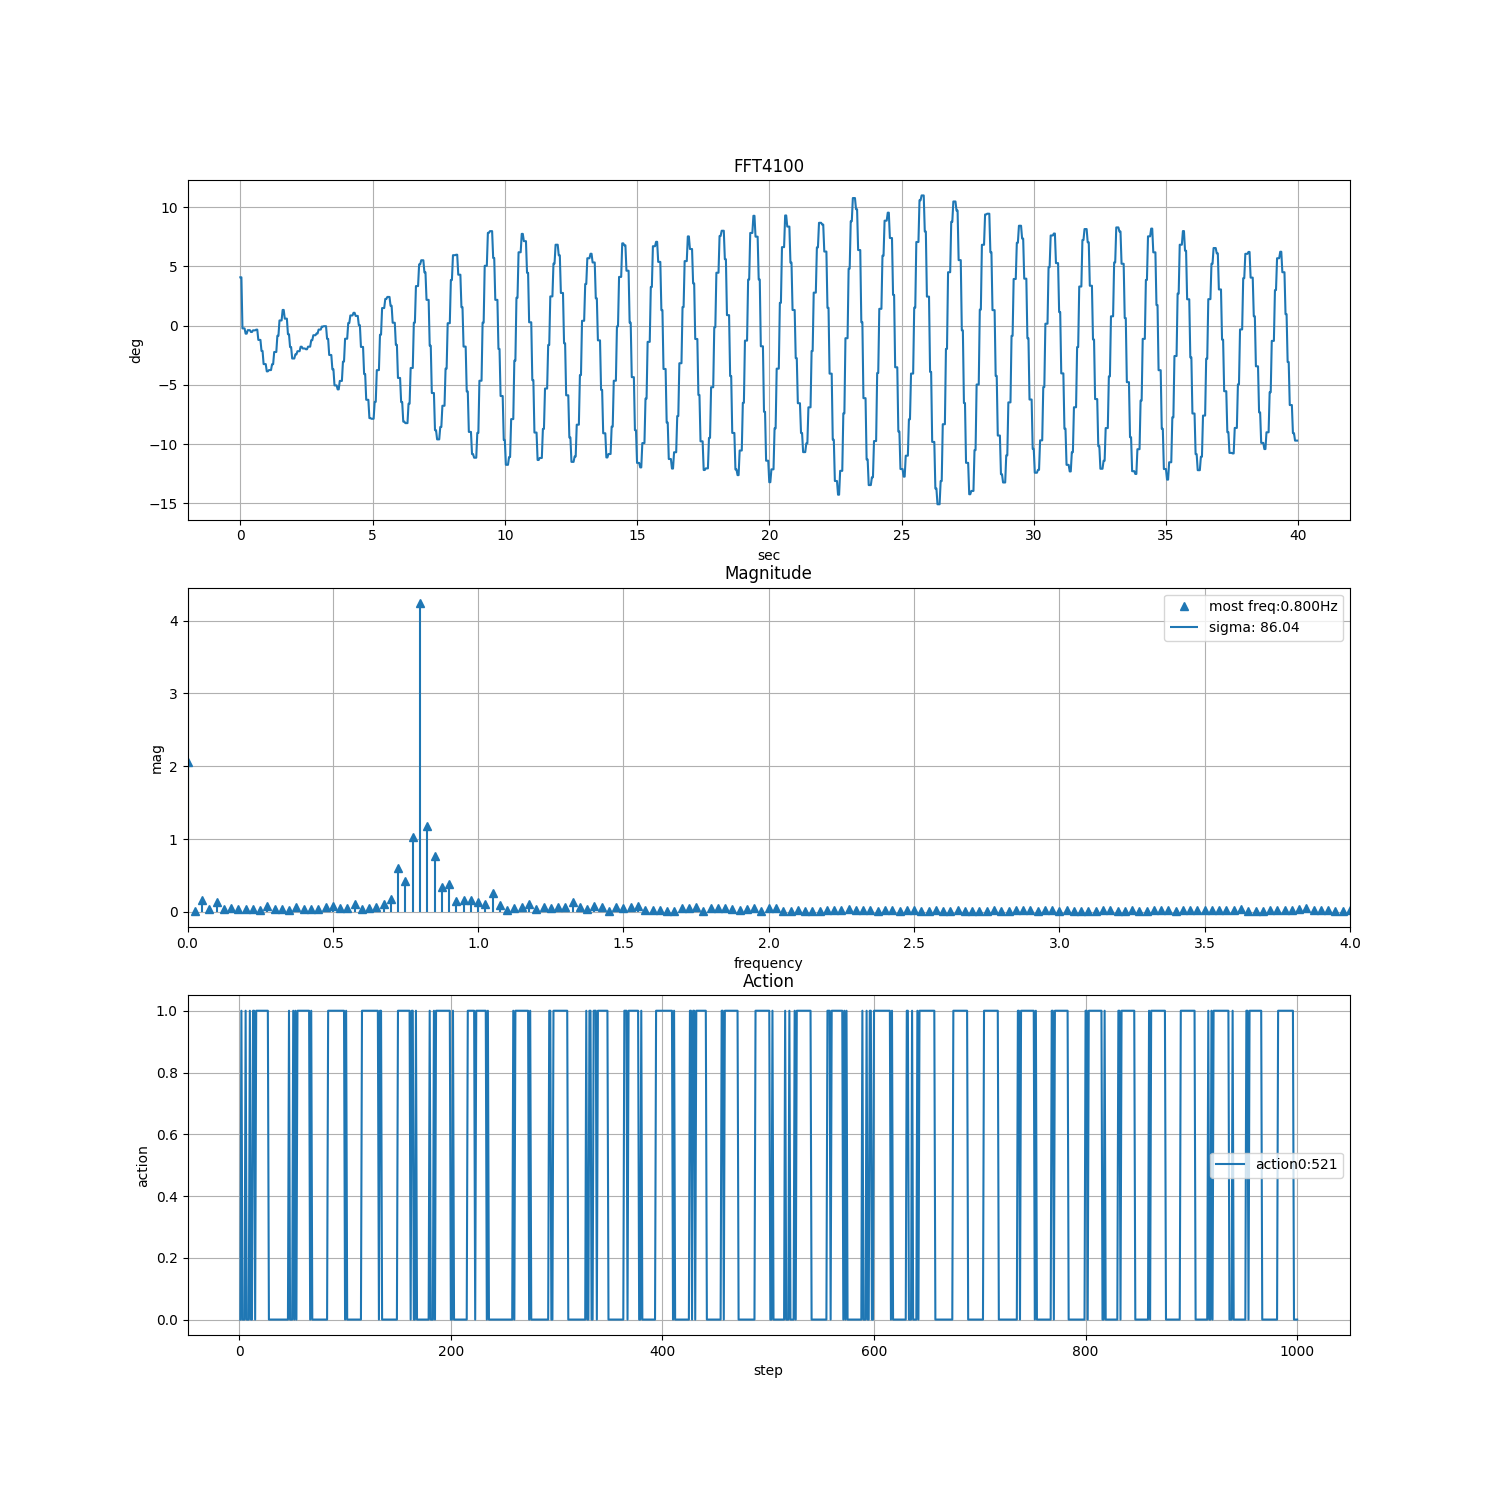 FFT4100
10
5
0
−5
−10
−15
deg
0 5 10 15 20 25 30 35 40
sec
Magnitude
4
3
2
1
0
mag
most freq:0.800Hz
sigma: 86.04
0.0 0.5 1.0 1.5 2.0 2.5 3.0 3.5 4.0
frequency
Action
1.0
0.8
0.6
0.4
0.2
0.0
action
action0:521
0 200 400 600 800 1000
step